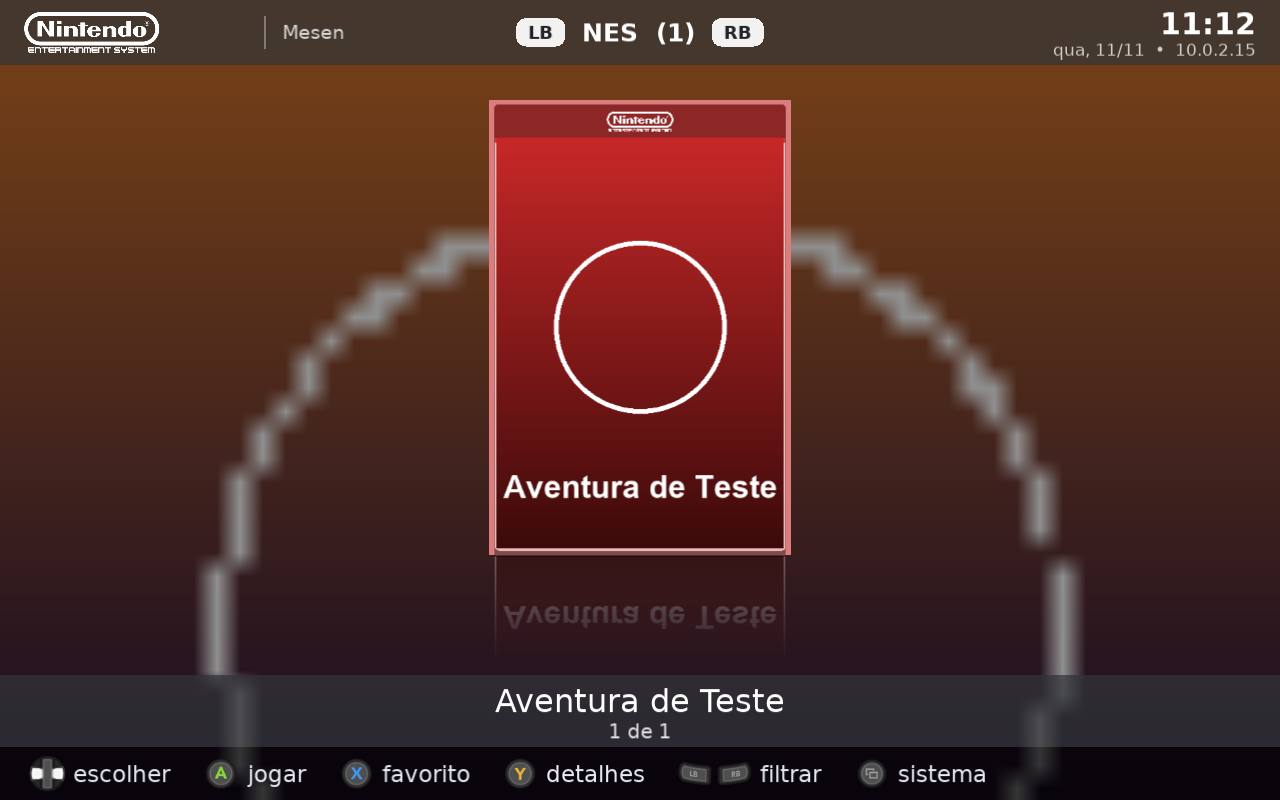 Nintendo
ENTERTAINMENT SYSTEM
Mesen
LB NES (1) RB
11:12
qua, 11/11 • 10.0.2.15
Nintendo
Aventura de Teste
Aventura de Teste
Aventura de Teste
1 de 1
escolher A jogar X favorito Y detalhes LB RB filtrar sistema